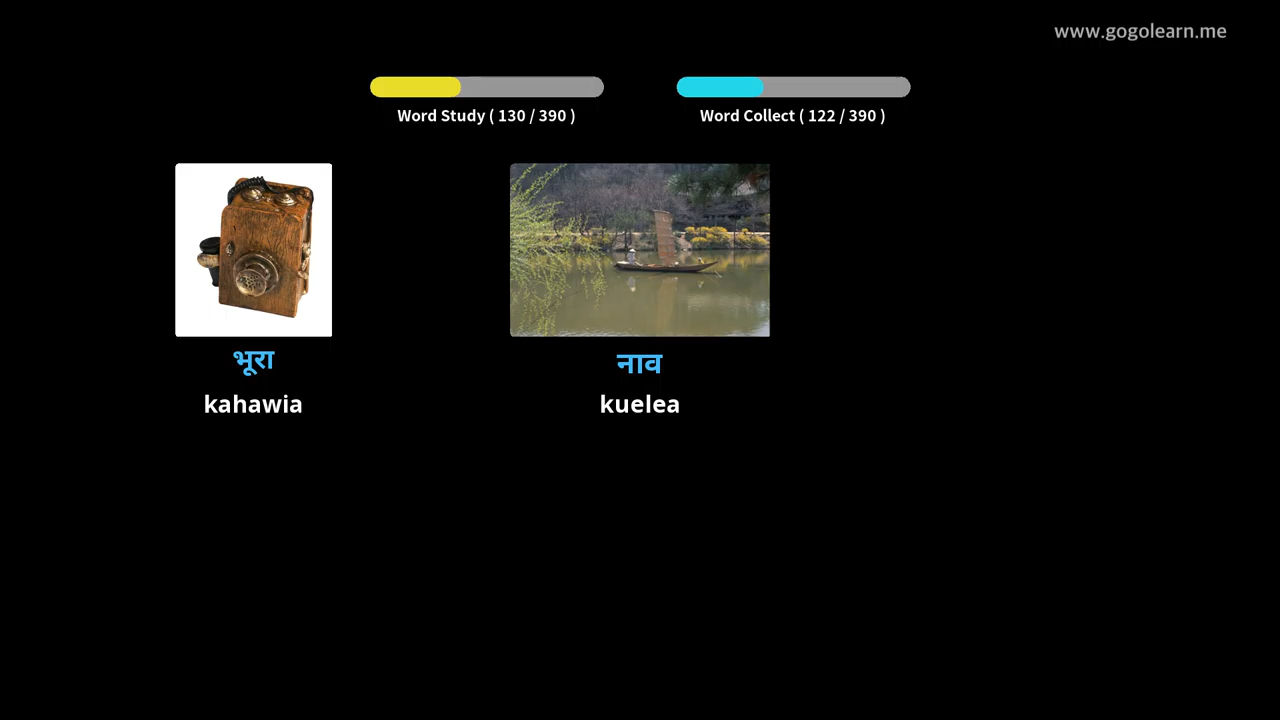 www.gogolearn.me
Word Study ( 130 / 390 )
Word Collect ( 122 / 390 )
भूरा
kahawia
नाव
kuelea